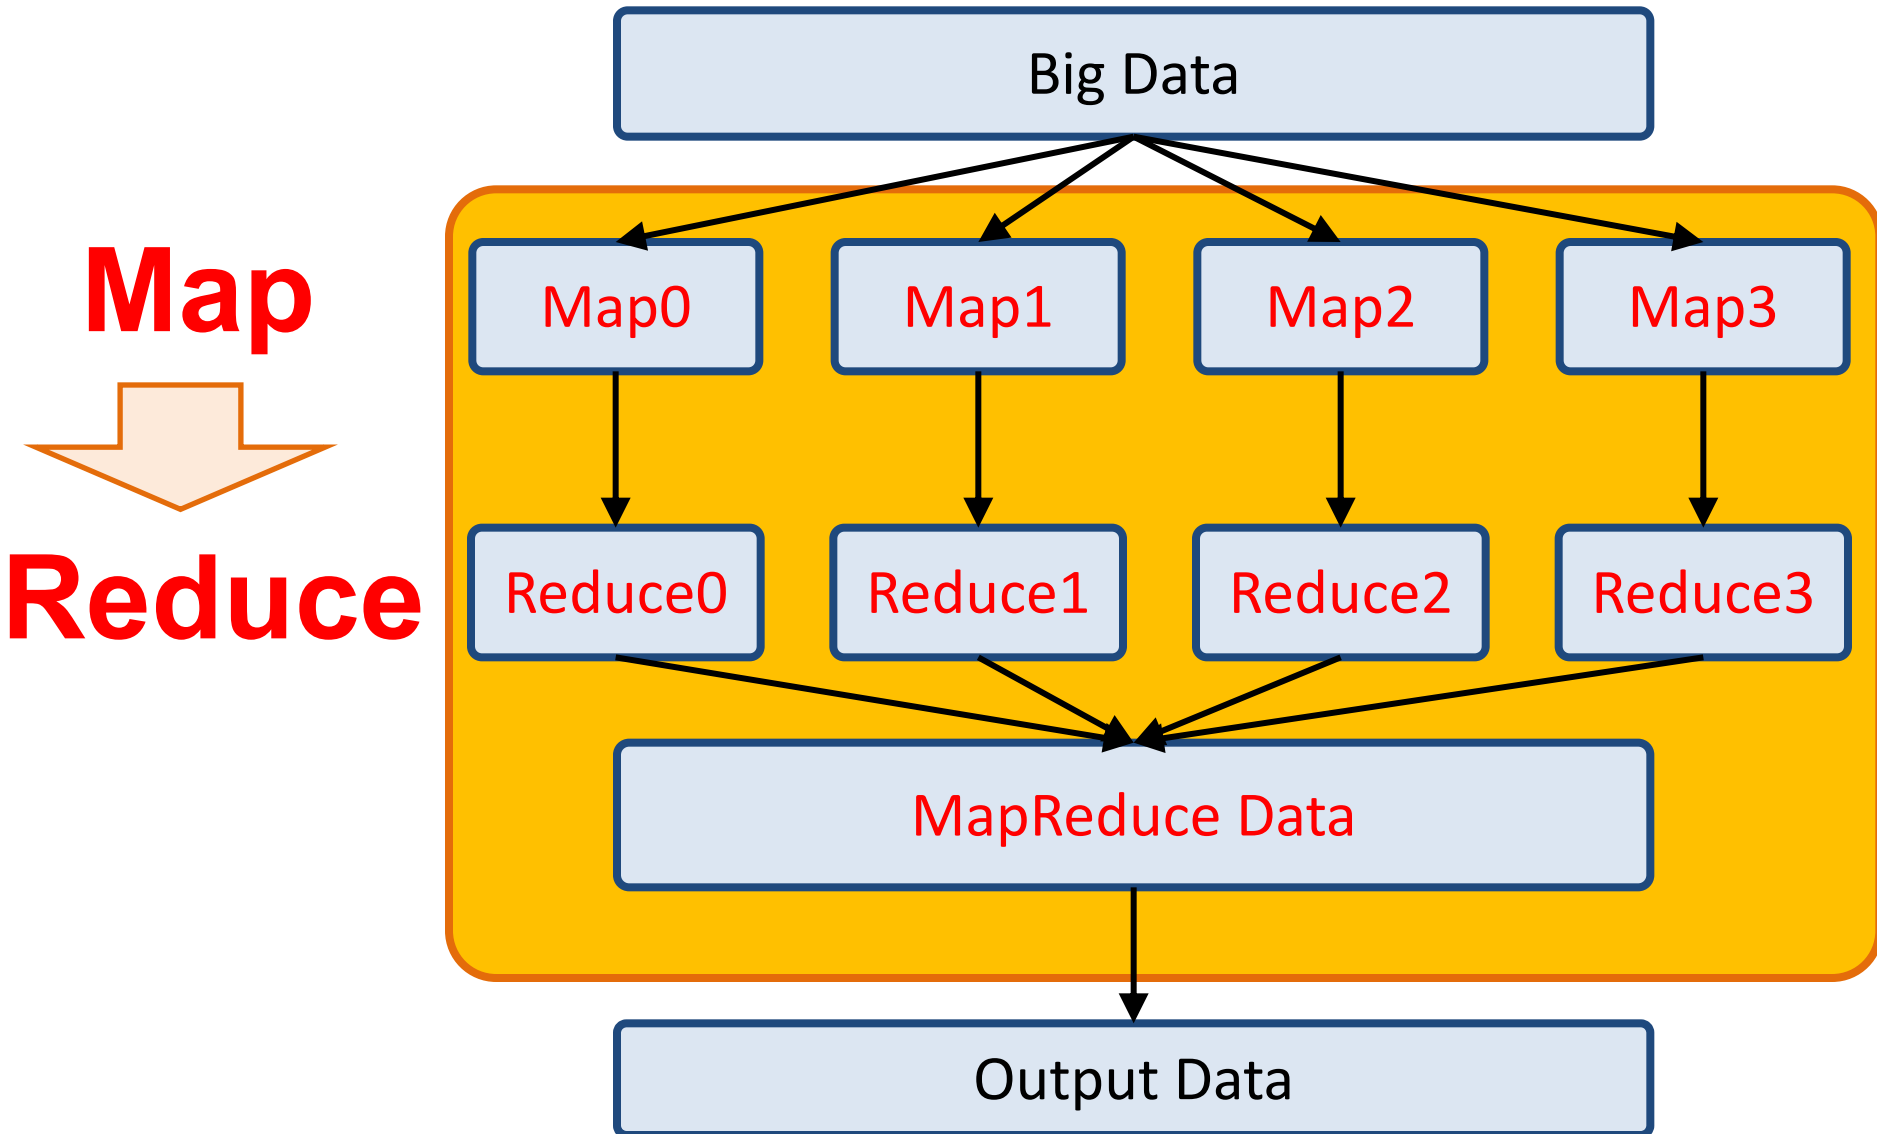 Big Data
Map
Map0
Map1
Map2
Map3
Reduce
Reduce0
Reduce1
Reduce2
Reduce3
MapReduce Data
Output Data